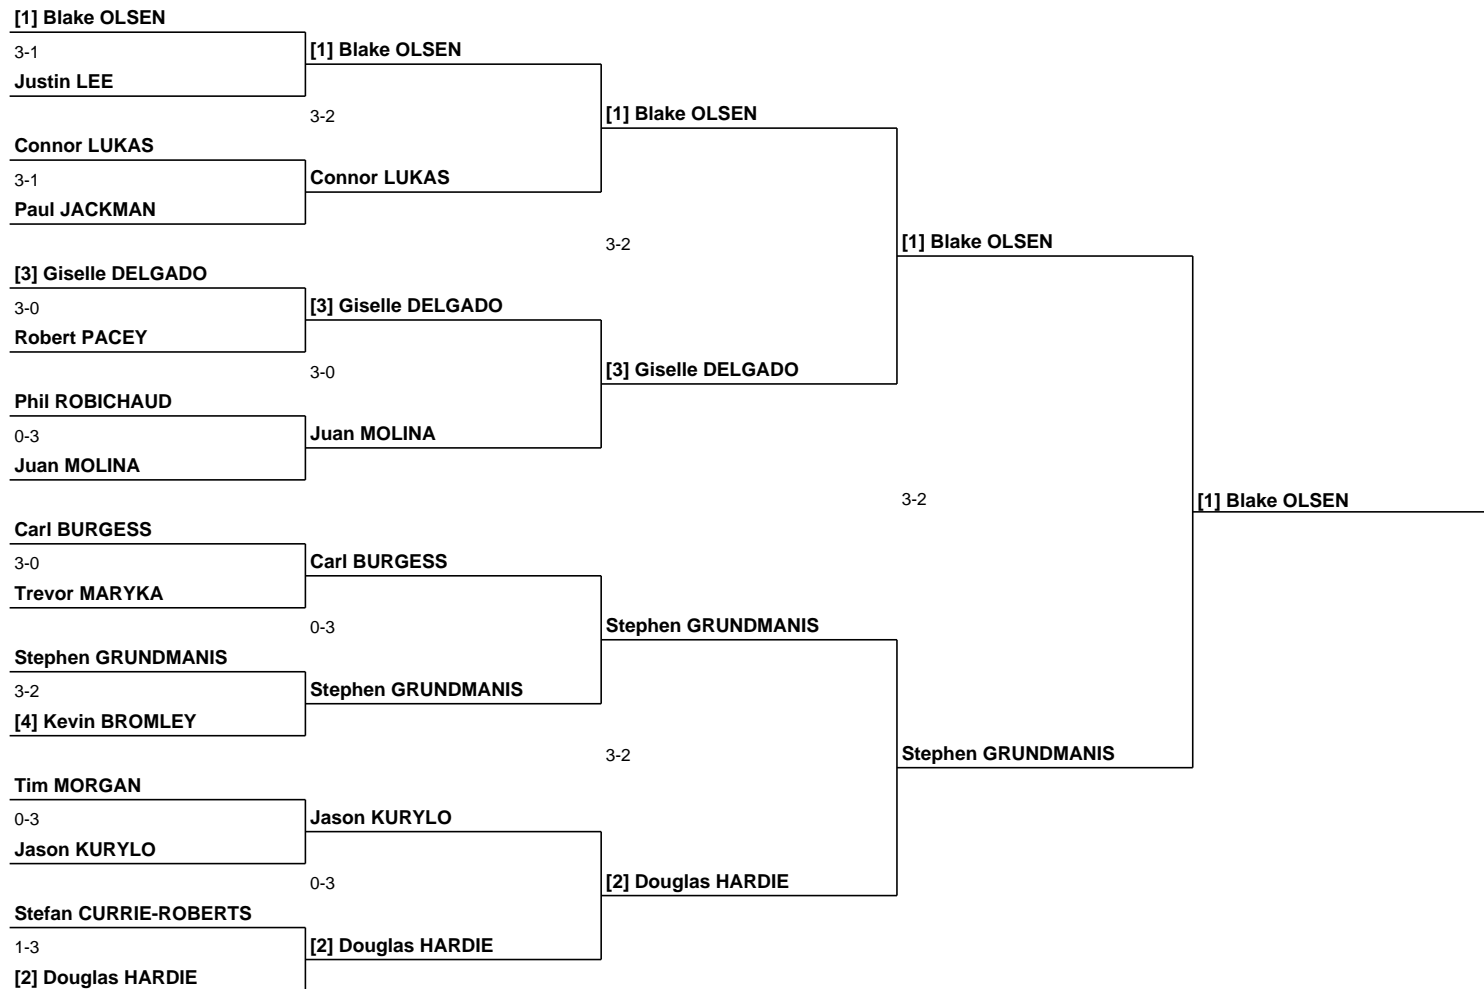 [1] Blake OLSEN
3-1
Justin LEE
Connor LUKAS
3-1
Paul JACKMAN
[3] Giselle DELGADO
3-0
Robert PACEY
Phil ROBICHAUD
0-3
Juan MOLINA
Carl BURGESS
3-0
Trevor MARYKA
Stephen GRUNDMANIS
3-2
[4] Kevin BROMLEY
Tim MORGAN
0-3
Jason KURYLO
Stefan CURRIE-ROBERTS
1-3
[2] Douglas HARDIE
[1] Blake OLSEN
3-2
Connor LUKAS
[3] Giselle DELGADO
3-0
Juan MOLINA
Carl BURGESS
0-3
Stephen GRUNDMANIS
Jason KURYLO
0-3
[2] Douglas HARDIE
[1] Blake OLSEN
3-2
[3] Giselle DELGADO
Stephen GRUNDMANIS
3-2
[2] Douglas HARDIE
[1] Blake OLSEN
3-2
Stephen GRUNDMANIS
[1] Blake OLSEN